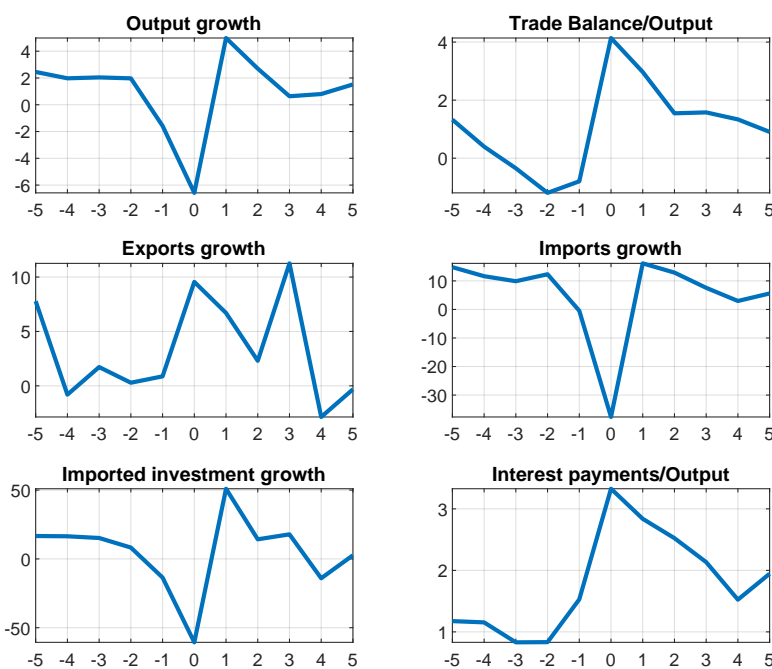 Output growth
4
2
0
-2
-4
-6
-5 -4 -3 -2 -1 0 1 2 3 4 5
Trade Balance/Output
4
2
0
-5 -4 -3 -2 -1 0 1 2 3 4 5
Exports growth
10
5
0
-5 -4 -3 -2 -1 0 1 2 3 4 5
Imports growth
10
0
-10
-20
-30
-5 -4 -3 -2 -1 0 1 2 3 4 5
Imported investment growth
50
0
-50
-5 -4 -3 -2 -1 0 1 2 3 4 5
Interest payments/Output
3
2
1
-5 -4 -3 -2 -1 0 1 2 3 4 5